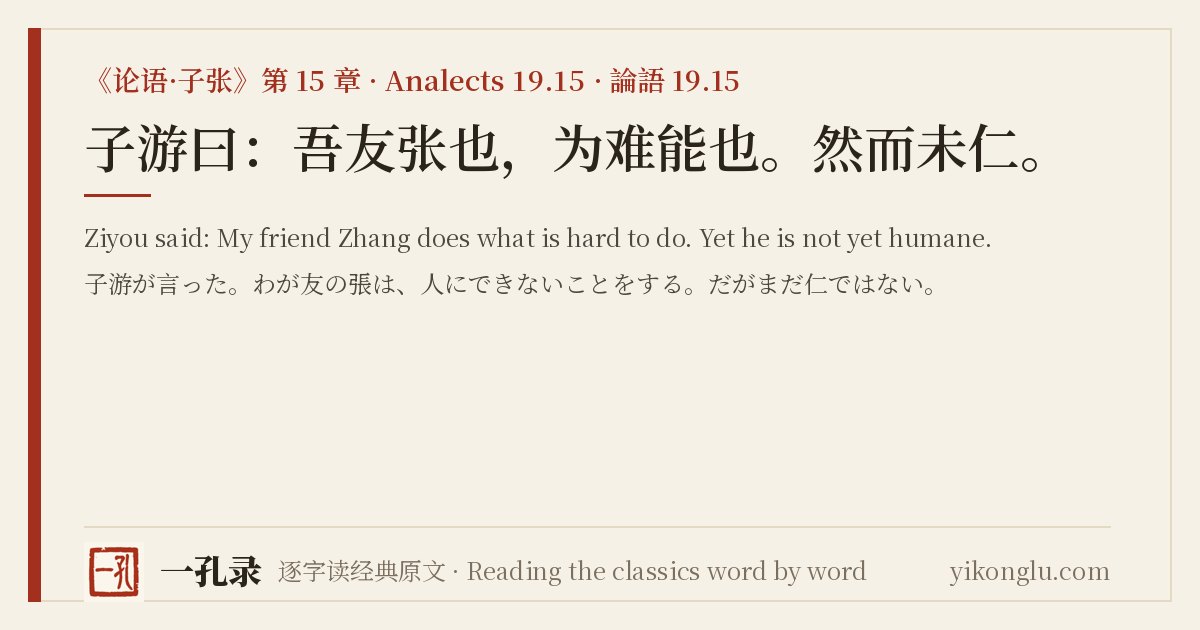 《论语·子张》第 15 章 · Analects 19.15 · 論語 19.15
子游曰：吾友张也，为难能也。然而未仁。
Ziyou said: My friend Zhang does what is hard to do. Yet he is not yet humane.
子游が言った。わが友の張は、人にできないことをする。だがまだ仁ではない。
一孔
一孔录 逐字读经典原文 · Reading the classics word by word yikonglu.com